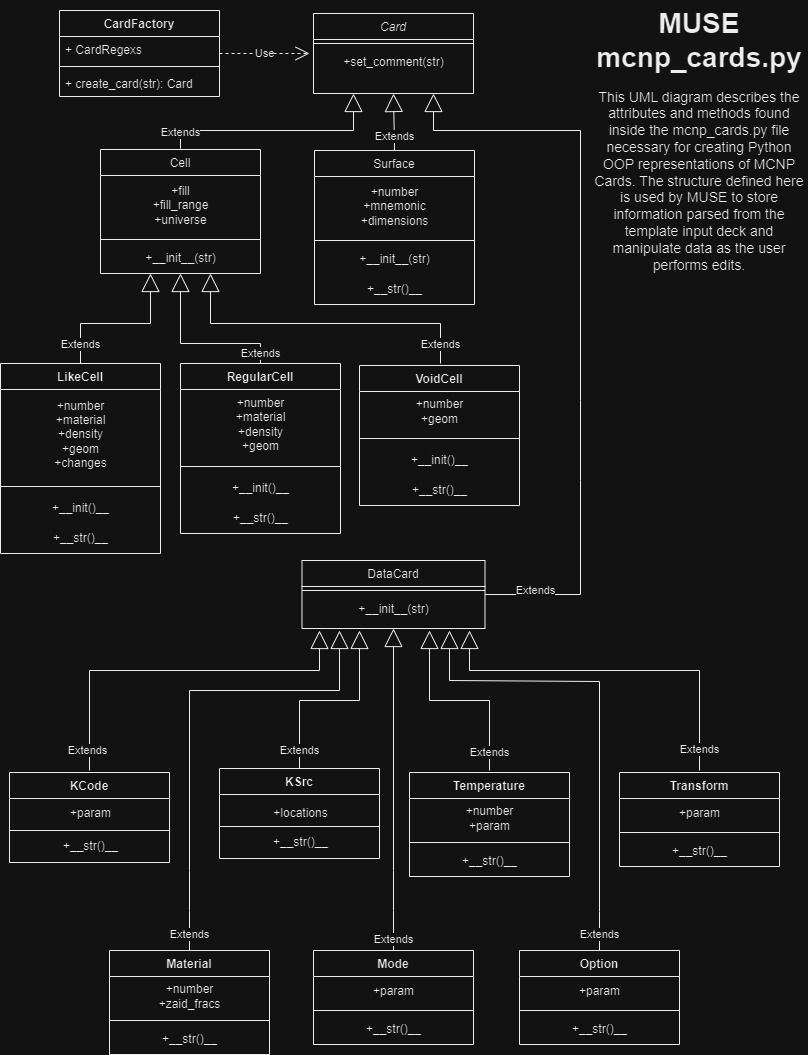 CardFactory
+ CardRegexs
+ create_card(str): Card
Use
Card
+set_comment(str)
MUSE
mcnp_cards.py
This UML diagram describes the
attributes and methods found
inside the mcnp_cards.py file
necessary for creating Python
OOP representations of MCNP
Cards. The structure defined here
is used by MUSE to store
information parsed from the
template input deck and
manipulate data as the user
performs edits.
Extends
Extends
Cell
+fill
+fill_range
+universe
+__init__(str)
Surface
+number
+mnemonic
+dimensions
+__init__(str)
+__str()__
Extends
Extends
Extends
LikeCell
+number
+material
+density
+geom
+changes
+__init()__
+__str()__
RegularCell
+number
+material
+density
+geom
+__init()__
+__str()__
VoidCell
+number
+geom
+__init()__
+__str()__
DataCard
+__init__(str)
Extends
Extends
Extends
Extends
Extends
KCode
+param
+__str()__
KSrc
+locations
+__str()__
Temperature
+number
+param
+__str()__
Transform
+param
+__str()__
Extends
Extends
Extends
Material
+number
+zaid_fracs
+__str()__
Mode
+param
+__str()__
Option
+param
+__str()__